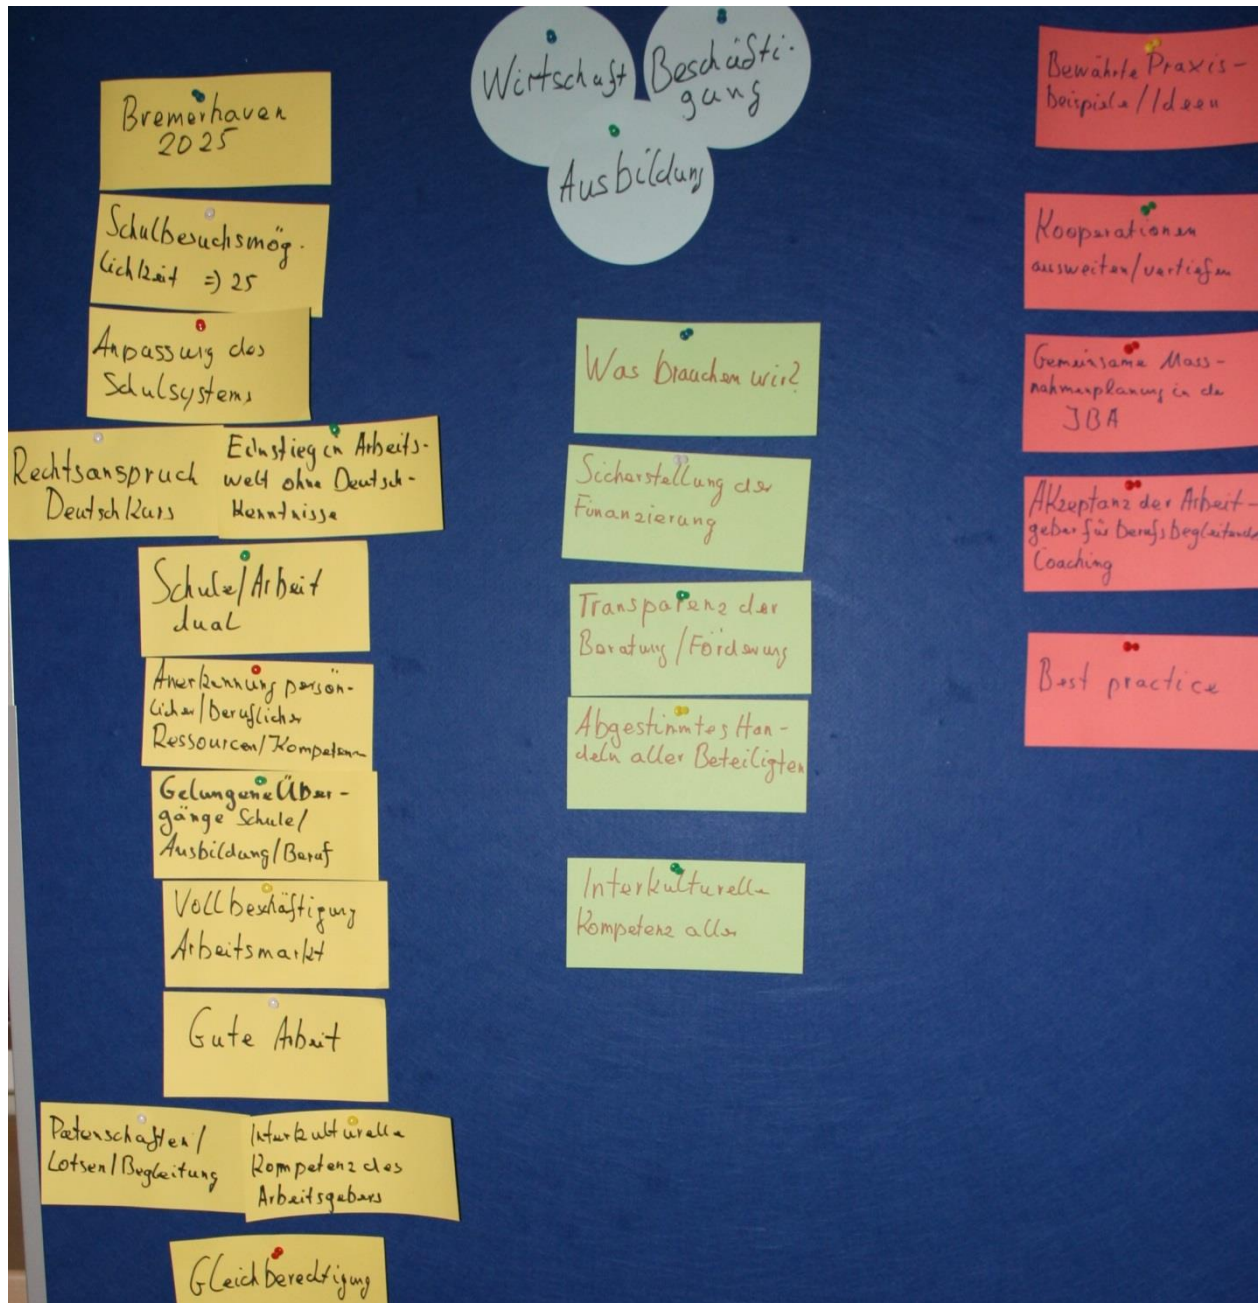 Wirtschaft
Beschäfti-
gung
Ausbildung
Bremerhaven
2025
Schulbesuchsmög-
lichkeit => 25
Anpassung des
Schulsystems
Rechtsanspruch
Deutschkurs
Einstieg in Arbeits-
welt ohne Deutsch-
kenntnisse
Schule/Arbeit
dual
Anerkennung persön-
licher/beruflicher
Ressourcen/Kompetenzen
Gelungene Über-
gänge Schule/
Ausbildung/Beruf
Vollbeschäftigung
Arbeitsmarkt
Gute Arbeit
Patenschaften/
Lotsen/Begleitung
Interkulturelle
Kompetenz des
Arbeitsgebers
Gleichberechtigung
Was brauchen wir?
Sicherstellung der
Finanzierung
Transparenz der
Beratung/Förderung
Abgestimmtes Han-
deln aller Beteiligten
Interkulturelle
Kompetenz aller
Bewährte Praxis-
beispiele/Ideen
Kooperationen
ausweiten/vertiefen
Gemeinsame Mass-
nahmenplanung in der
JBA
Akzeptanz der Arbeit-
geber für berufsbegleitende
Coaching
Best practice